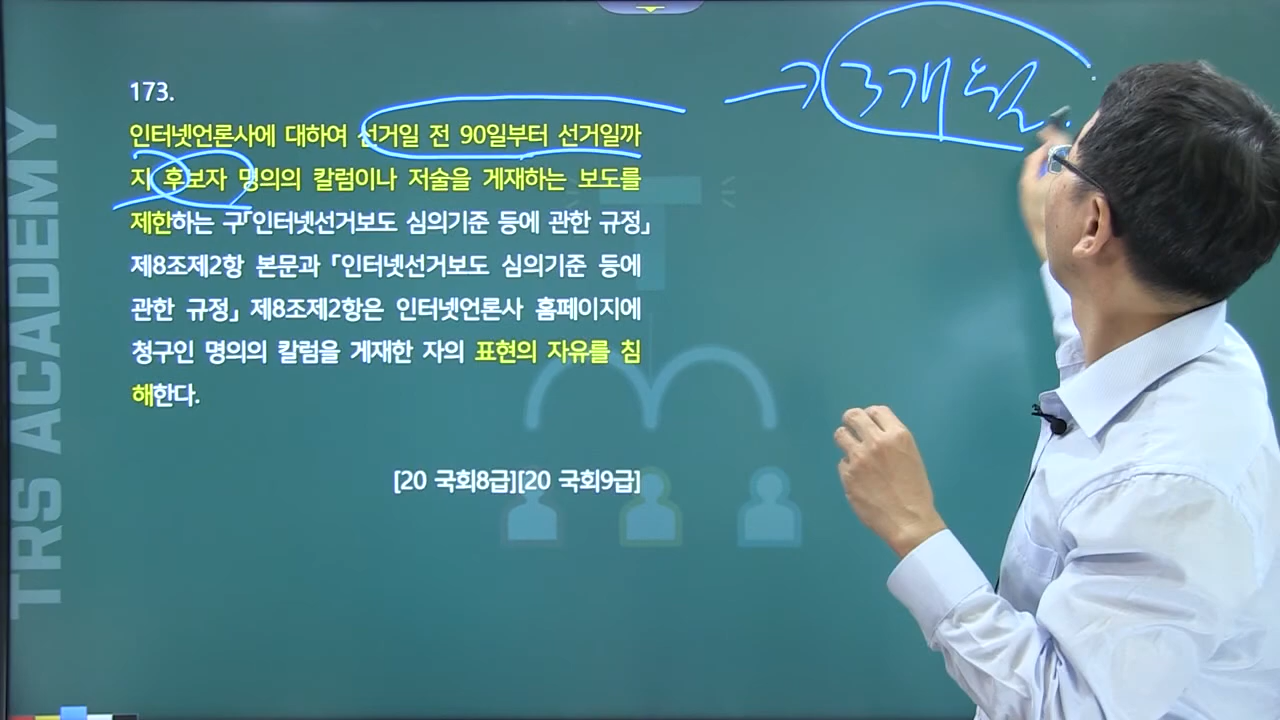 173.
→ 3개월
인터넷언론사에 대하여 선거일 전 90일부터 선거일까
지 후보자 명의의 칼럼이나 저술을 게재하는 보도를
제한하는 구「인터넷선거보도 심의기준 등에 관한 규정」
제8조제2항 본문과 「인터넷선거보도 심의기준 등에
관한 규정」 제8조제2항은 인터넷언론사 홈페이지에
청구인 명의의 칼럼을 게재한 자의 표현의 자유를 침
해한다.
[20 국회8급][20 국회9급]
TRS ACADEMY